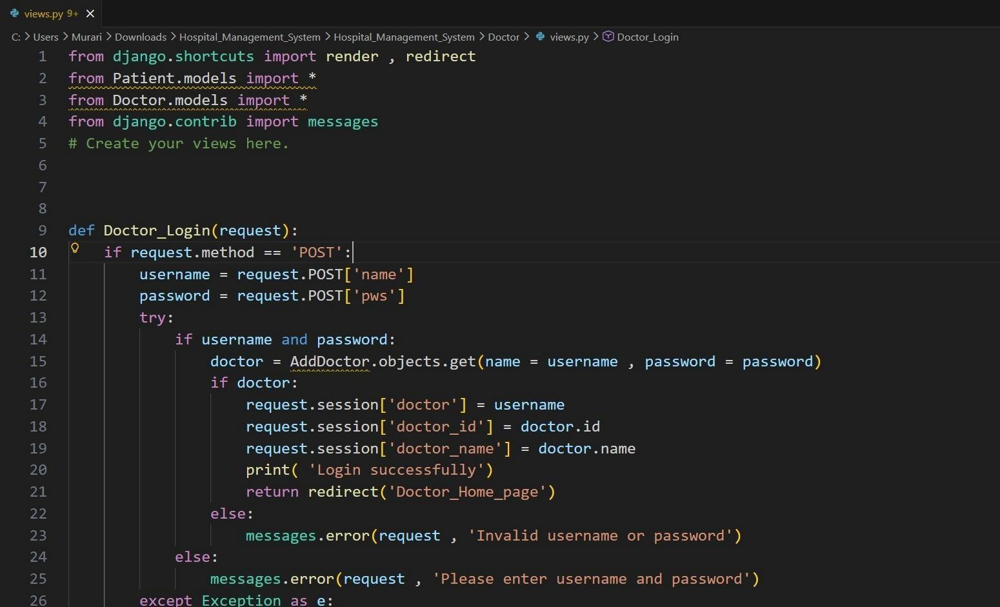 views.py 9+ ×
C: > Users > Murari > Downloads > Hospital_Management_System > Hospital_Management_System > Doctor > views.py > Doctor_Login
1 from django.shortcuts import render , redirect
2 from Patient.models import *
3 from Doctor.models import *
4 from django.contrib import messages
5 # Create your views here.
6
7
8
9 def Doctor_Login(request):
10     if request.method == 'POST':
11         username = request.POST['name']
12         password = request.POST['pws']
13         try:
14             if username and password:
15                 doctor = AddDoctor.objects.get(name = username , password = password)
16                 if doctor:
17                     request.session['doctor'] = username
18                     request.session['doctor_id'] = doctor.id
19                     request.session['doctor_name'] = doctor.name
20                     print( 'Login successfully')
21                     return redirect('Doctor_Home_page')
22                 else:
23                     messages.error(request , 'Invalid username or password')
24             else:
25                 messages.error(request , 'Please enter username and password')
26         except Exception as e: